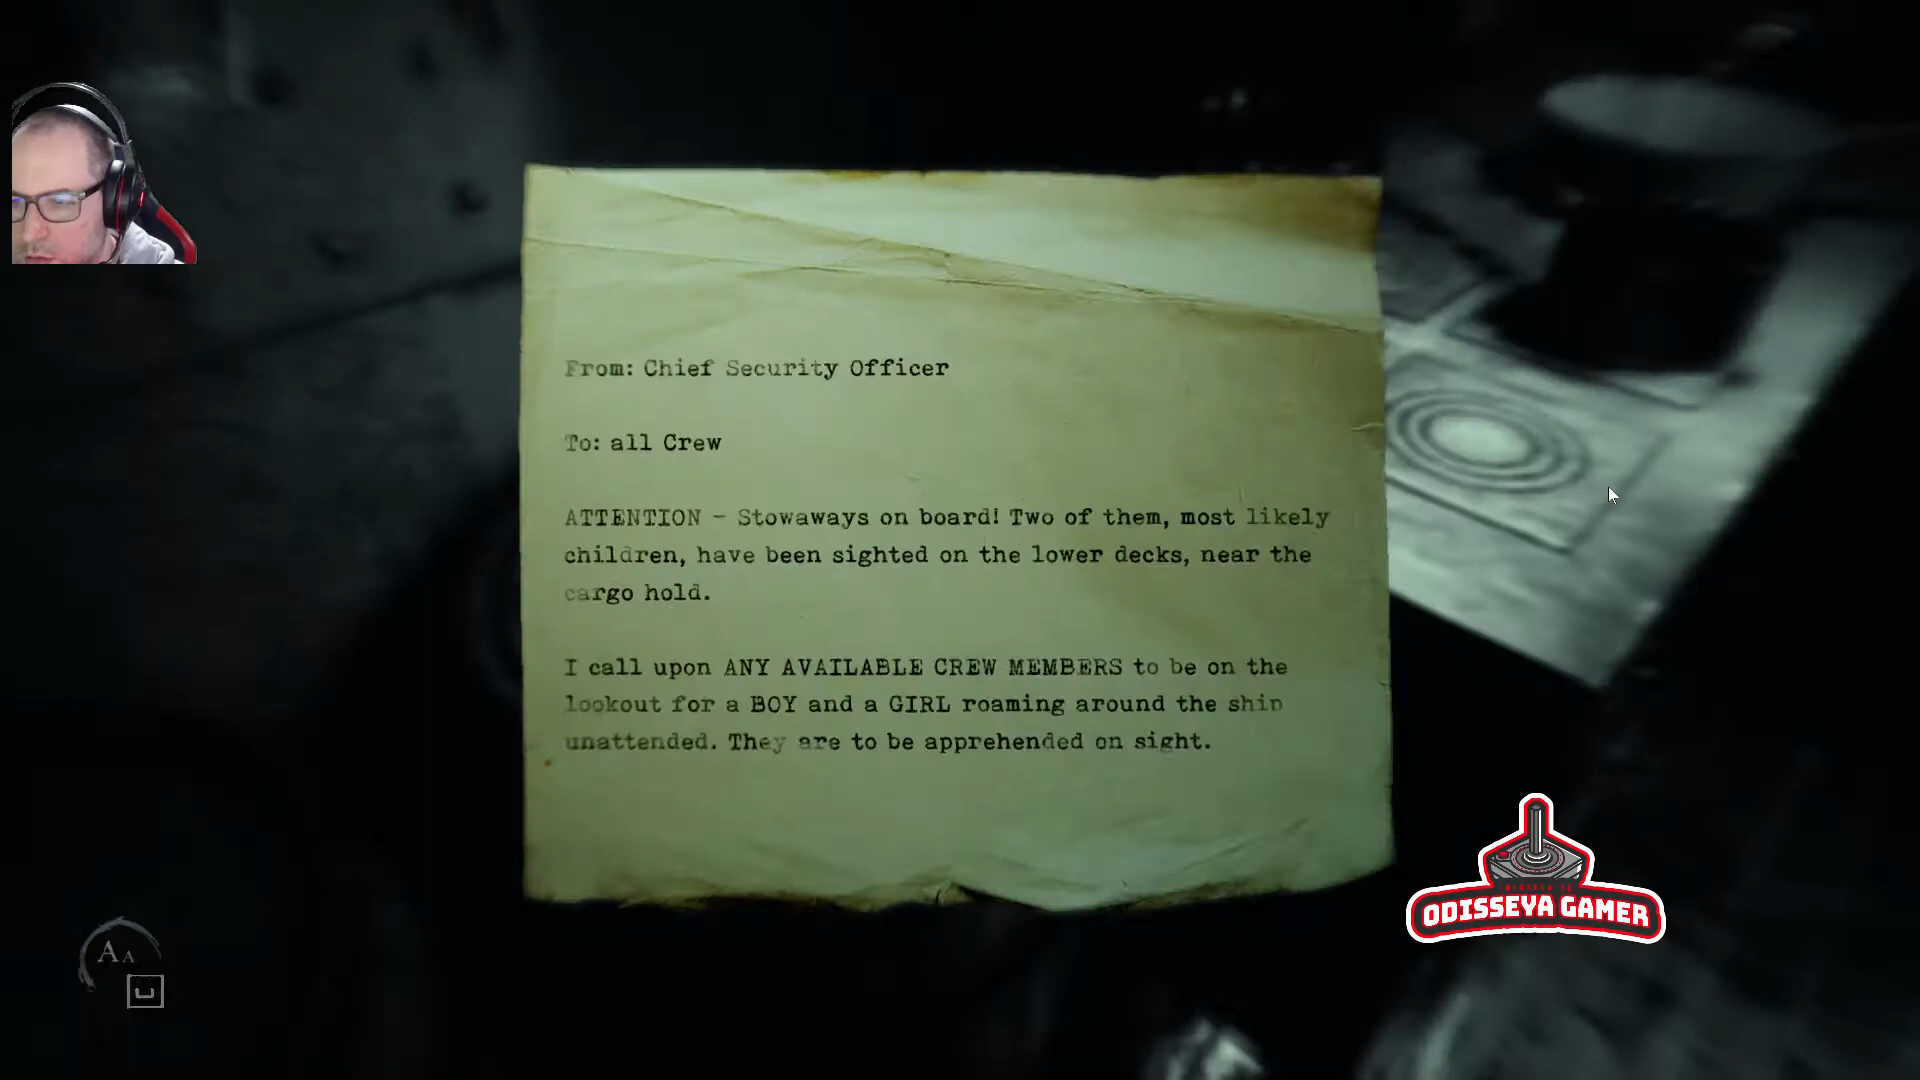 From: Chief Security Officer
To: all Crew
ATTENTION - Stowaways on board! Two of them, most likely
children, have been sighted on the lower decks, near the
cargo hold.
I call upon ANY AVAILABLE CREW MEMBERS to be on the
lookout for a BOY and a GIRL roaming around the ship
unattended. They are to be apprehended on sight.
AA
ODISSEYA GAMER